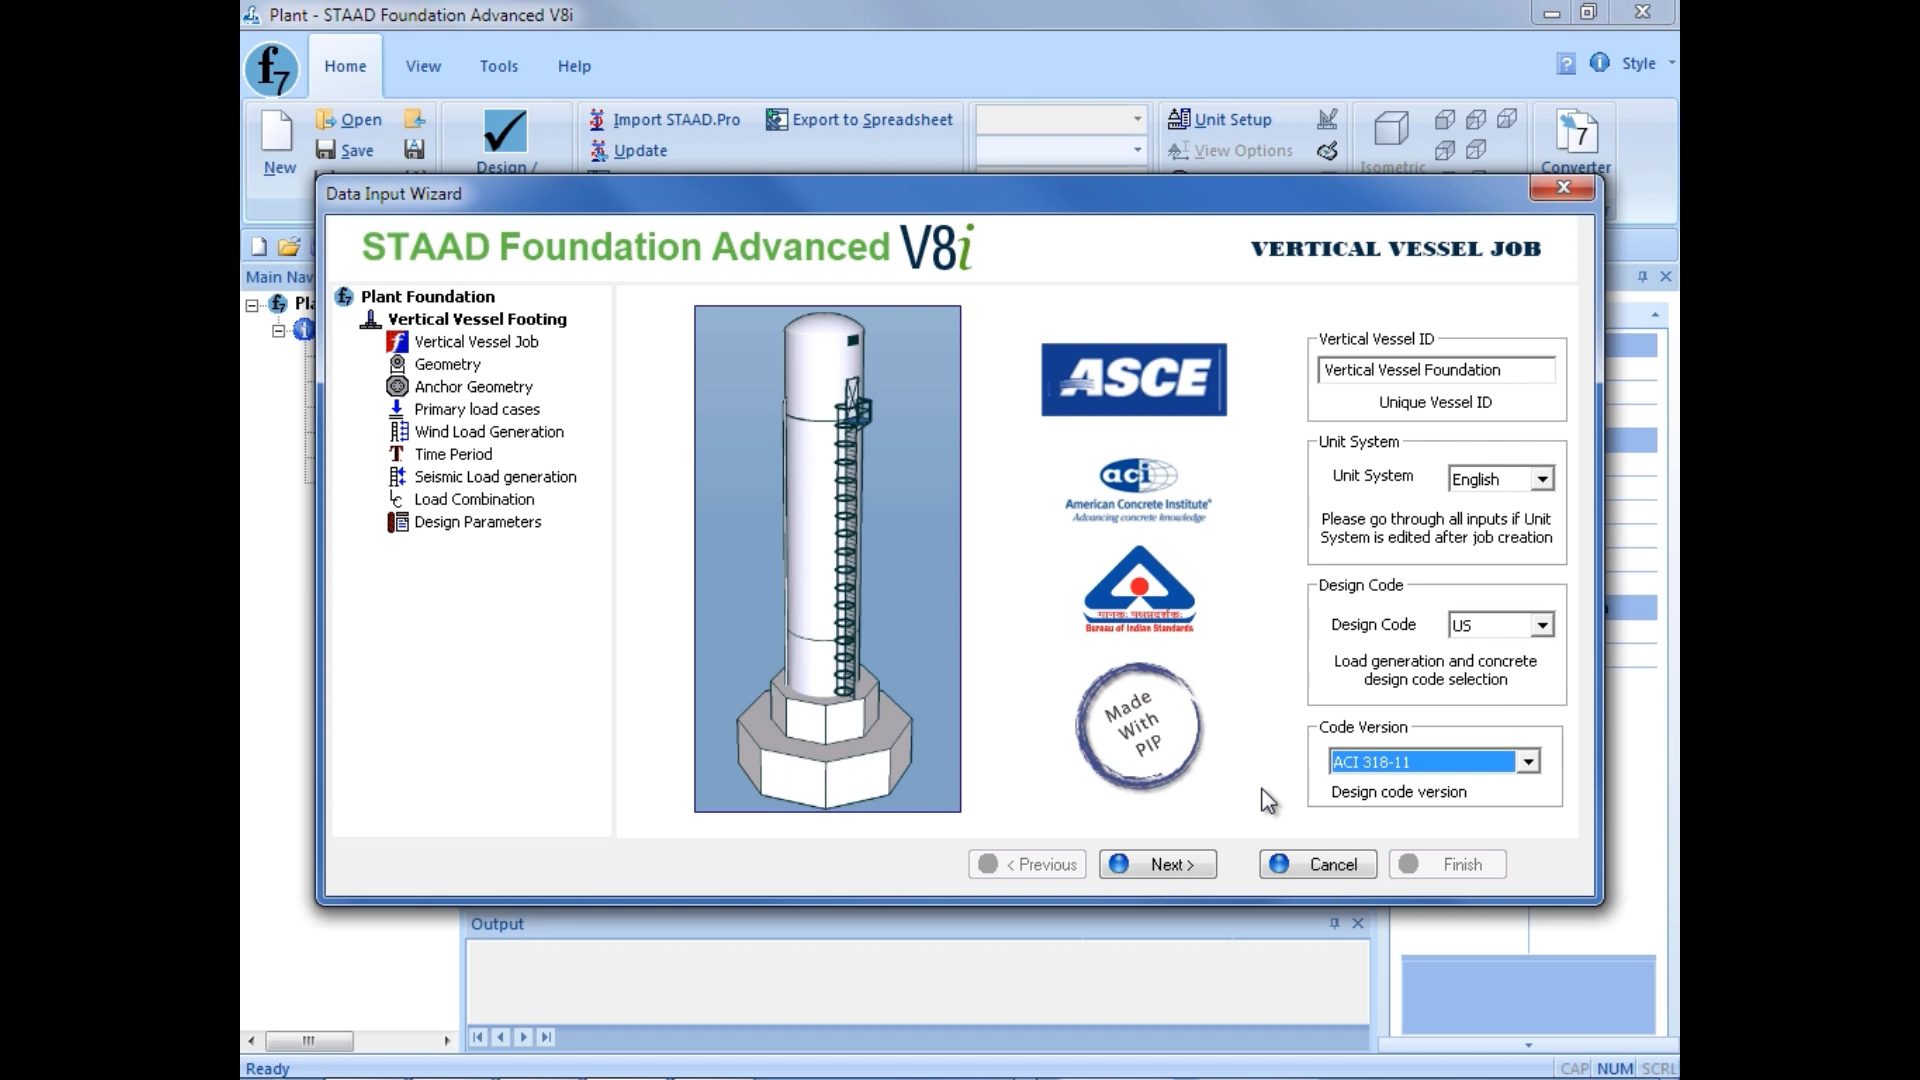 Plant - STAAD Foundation Advanced V8i
Home
View
Tools
Help
Style
New
Open
Save
Design /
Import STAAD.Pro
Update
Export to Spreadsheet
Unit Setup
View Options
Isometric
7
Converter
Data Input Wizard
STAAD Foundation Advanced V8i
VERTICAL VESSEL JOB
Main Nav
Pla
Plant Foundation
Vertical Vessel Footing
Vertical Vessel Job
Geometry
Anchor Geometry
Primary load cases
Wind Load Generation
Time Period
Seismic Load generation
Load Combination
Design Parameters
ASCE
aci
American Concrete Institute®
Advancing concrete knowledge
मानकः पथप्रदर्शकः
Bureau of Indian Standards
Made
With
PIP
Vertical Vessel ID
Vertical Vessel Foundation
Unique Vessel ID
Unit System
Unit System English
Please go through all inputs if Unit
System is edited after job creation
Design Code
Design Code US
Load generation and concrete
design code selection
Code Version
ACI 318-11
Design code version
< Previous
Next >
Cancel
Finish
Output
Ready
CAP NUM SCRL